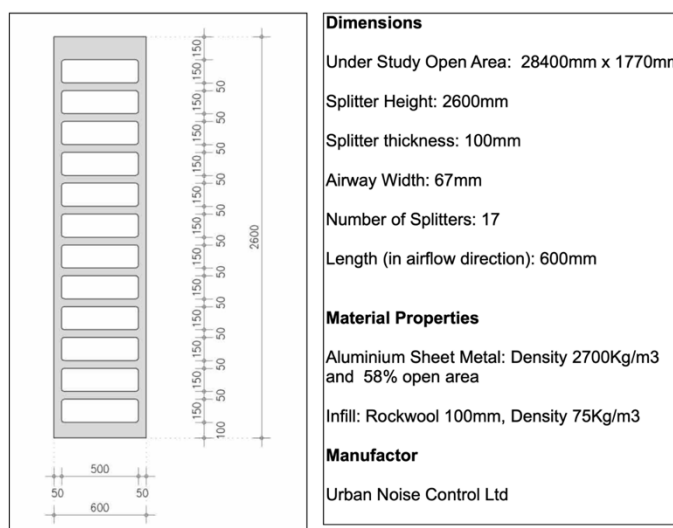 150
150
50
150
50
150
50
150
50
150
50
150
50
150
50
150
50
150
50
150
50
150
50
150
100
2600
500
50 50
600
Dimensions
Under Study Open Area: 28400mm x 1770mm
Splitter Height: 2600mm
Splitter thickness: 100mm
Airway Width: 67mm
Number of Splitters: 17
Length (in airflow direction): 600mm
Material Properties
Aluminium Sheet Metal: Density 2700Kg/m3
and 58% open area
Infill: Rockwool 100mm, Density 75Kg/m3
Manufactor
Urban Noise Control Ltd